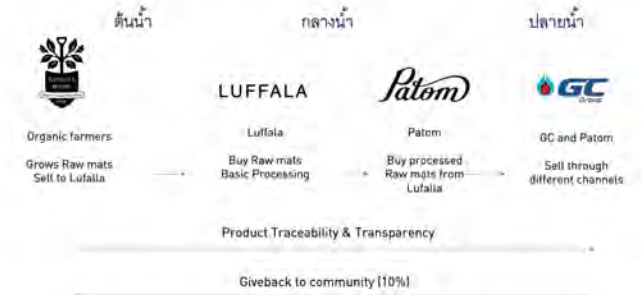 ต้นน้ำ
กลางน้ำ
ปลายน้ำ
LUFFALA
Patom
GC
Group
Organic farmers
Grows Raw mats
Sell to Lufalla
Luffala
Buy Raw mats
Basic Processing
Patom
Buy processed
Raw mats from
Lufalla
GC and Patom
Sell through
different channels
Product Traceability & Transparency
Giveback to community (10%)